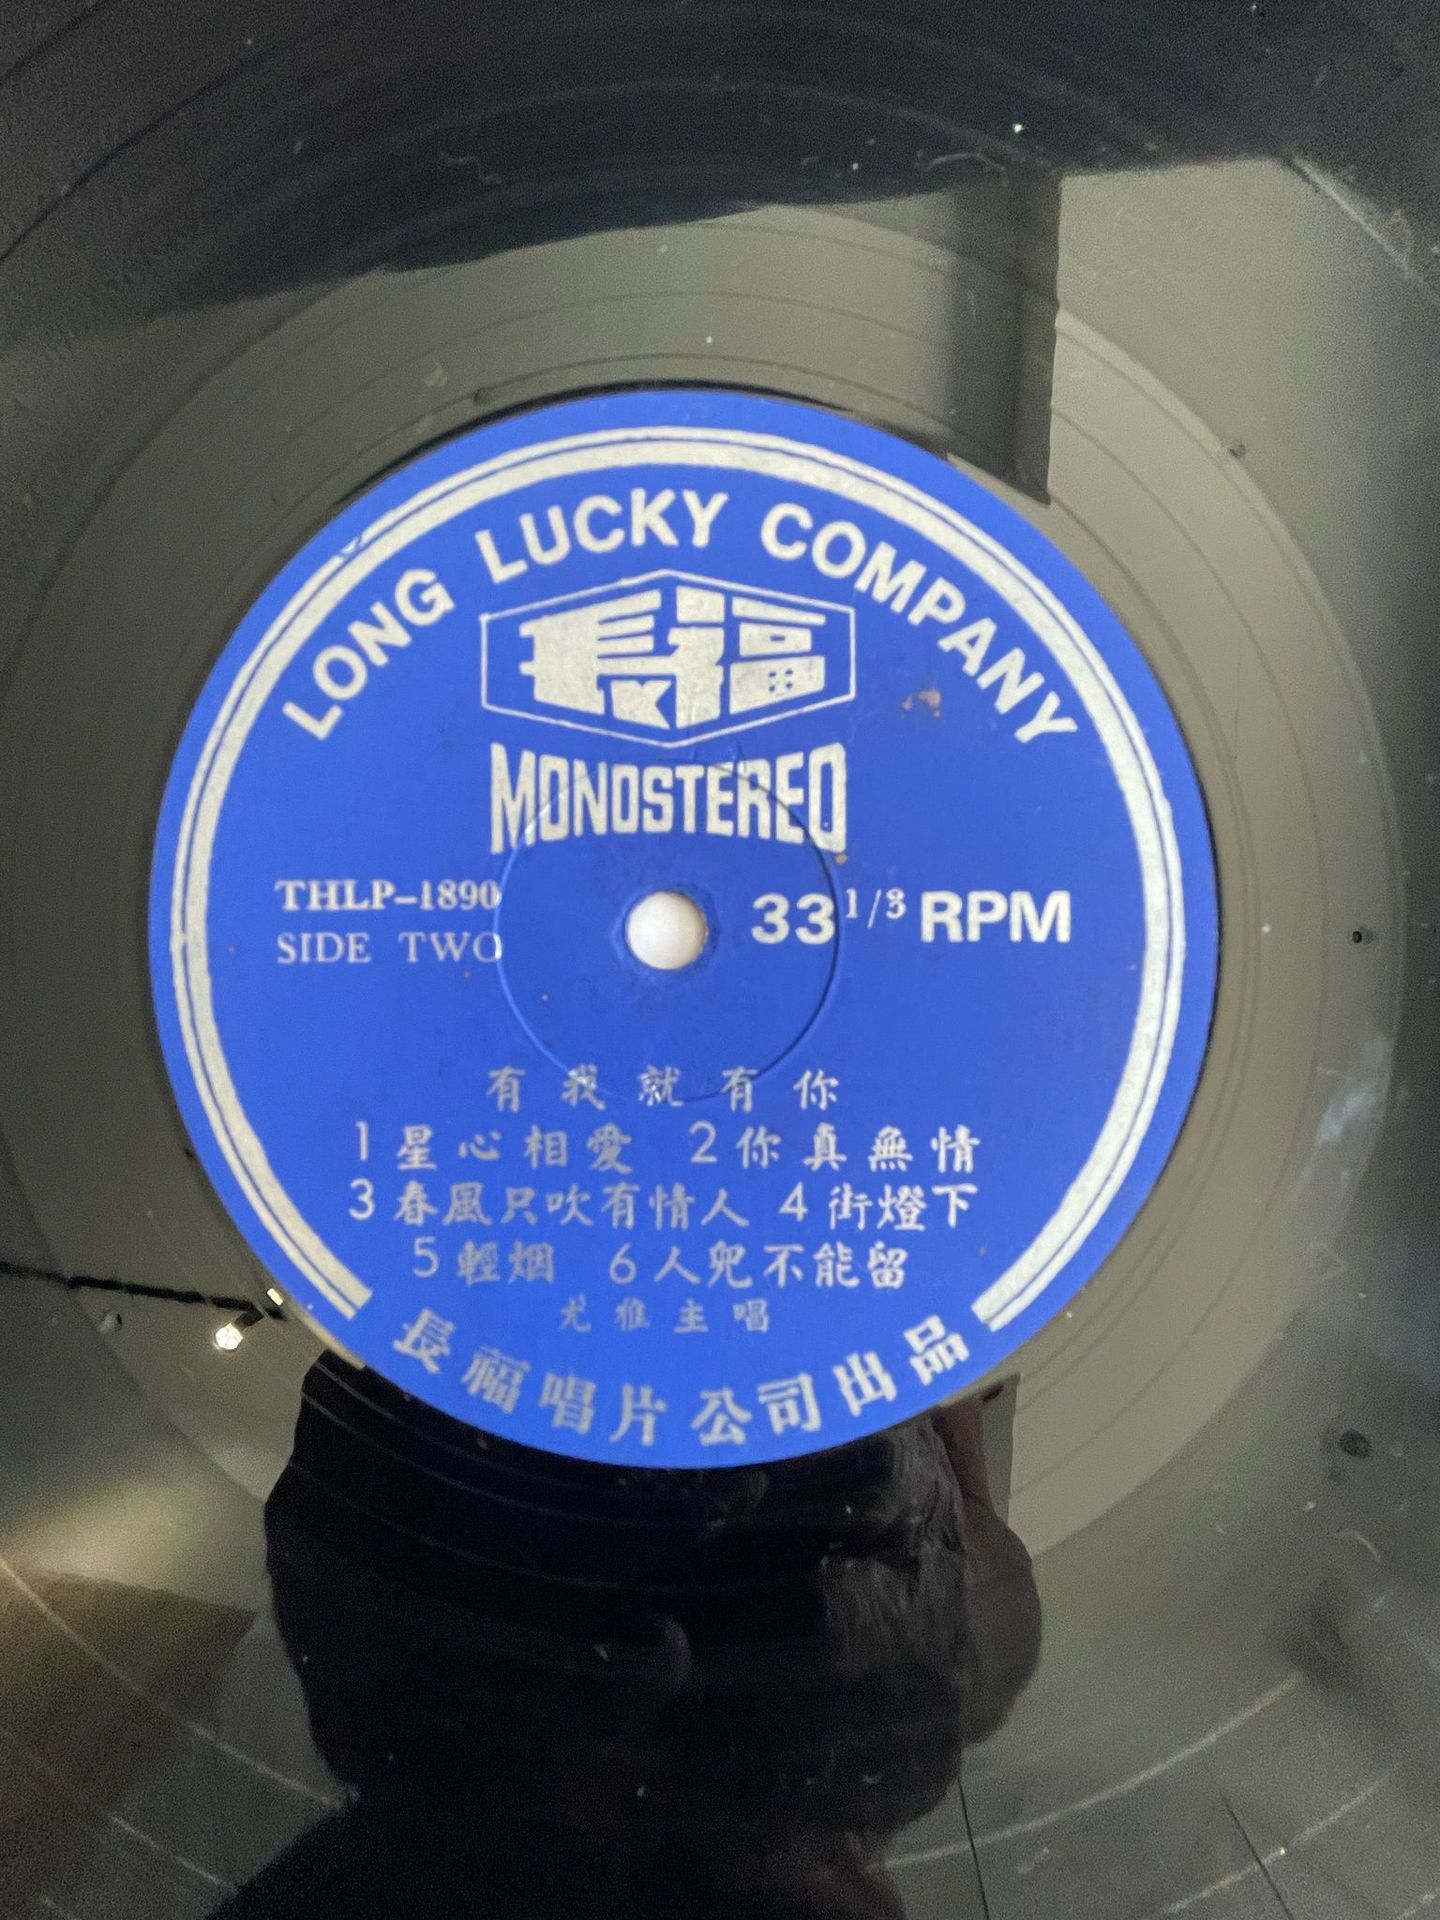 LONG LUCKY COMPANY
長福
MONOSTEREO
THLP-1890
SIDE TWO
33 1/3 RPM
有我就有你
1 星心相愛 2 你真無情
3 春風只吹有情人 4 街燈下
5 輕烟 6 人兒不能留
尤雅主唱
長福唱片公司出品